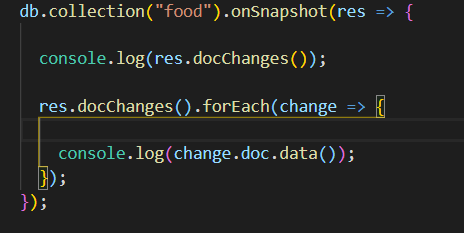 db.collection("food").onSnapshot(res => {
console.log(res.docChanges());
res.docChanges().forEach(change => {
console.log(change.doc.data());
});
});